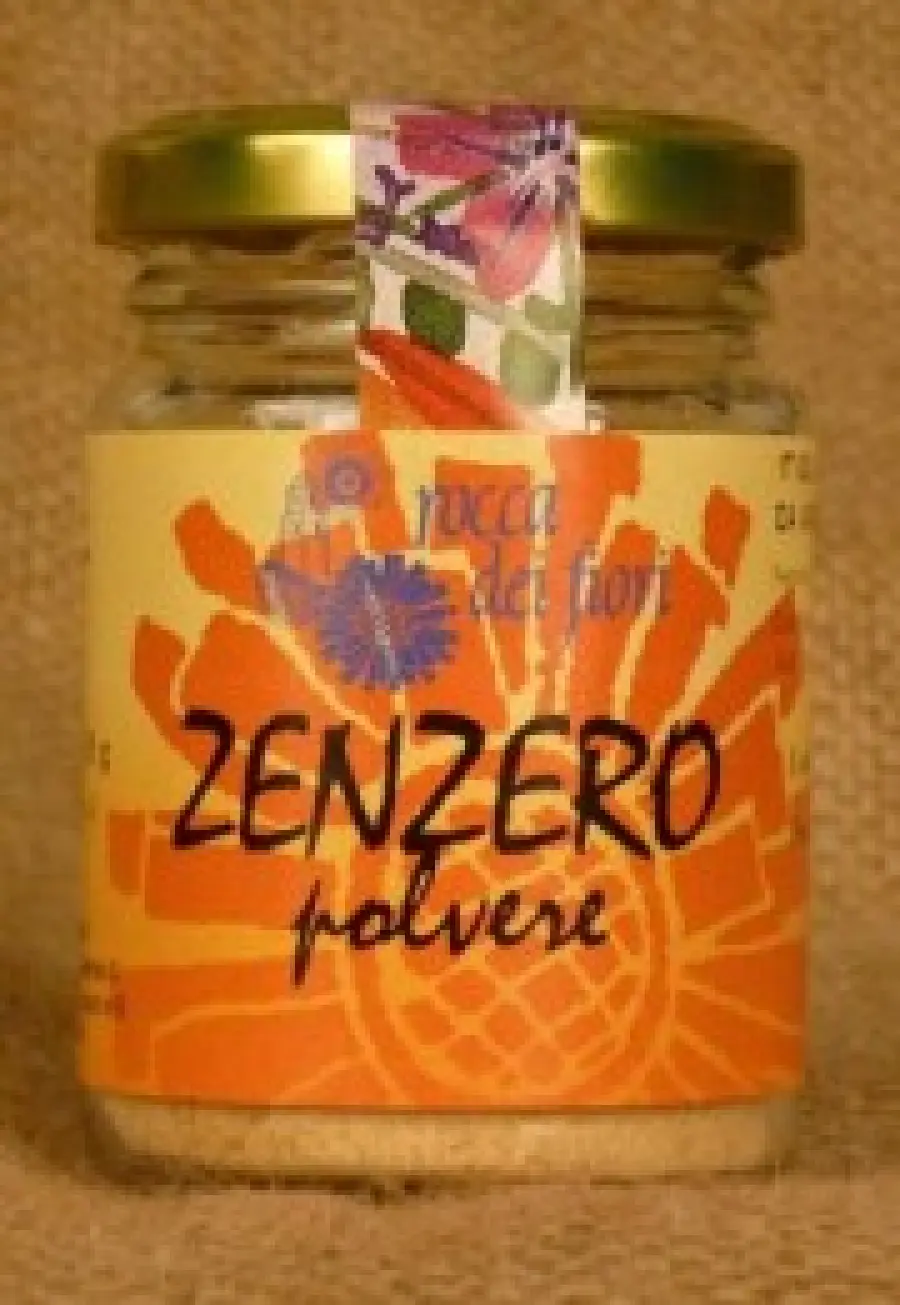 rocca
dei fiori
ZENZERO
polvere